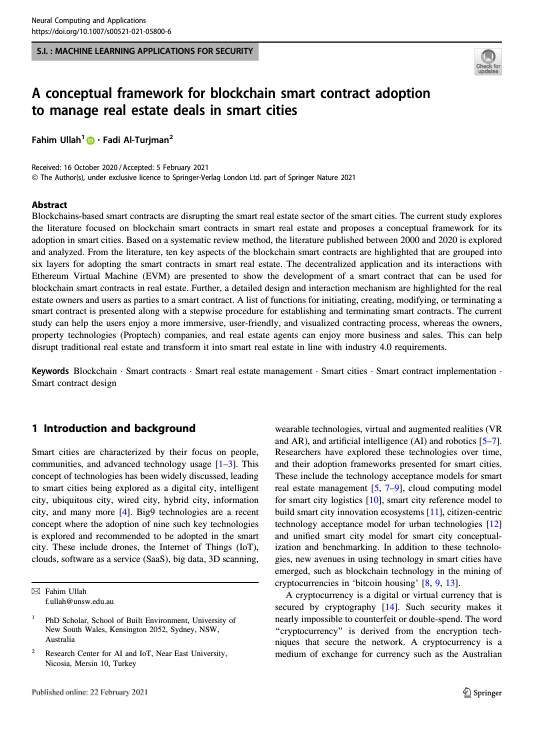 Neural Computing and Applications
https://doi.org/10.1007/s00521-021-05800-6
S.I. : MACHINE LEARNING APPLICATIONS FOR SECURITY
Check for
updates
A conceptual framework for blockchain smart contract adoption
to manage real estate deals in smart cities
Fahim Ullah1 iD · Fadi Al-Turjman2
Received: 16 October 2020 / Accepted: 5 February 2021
© The Author(s), under exclusive licence to Springer-Verlag London Ltd. part of Springer Nature 2021
Abstract
Blockchains-based smart contracts are disrupting the smart real estate sector of the smart cities. The current study explores
the literature focused on blockchain smart contracts in smart real estate and proposes a conceptual framework for its
adoption in smart cities. Based on a systematic review method, the literature published between 2000 and 2020 is explored
and analyzed. From the literature, ten key aspects of the blockchain smart contracts are highlighted that are grouped into
six layers for adopting the smart contracts in smart real estate. The decentralized application and its interactions with
Ethereum Virtual Machine (EVM) are presented to show the development of a smart contract that can be used for
blockchain smart contracts in real estate. Further, a detailed design and interaction mechanism are highlighted for the real
estate owners and users as parties to a smart contract. A list of functions for initiating, creating, modifying, or terminating a
smart contract is presented along with a stepwise procedure for establishing and terminating smart contracts. The current
study can help the users enjoy a more immersive, user-friendly, and visualized contracting process, whereas the owners,
property technologies (Proptech) companies, and real estate agents can enjoy more business and sales. This can help
disrupt traditional real estate and transform it into smart real estate in line with industry 4.0 requirements.
Keywords Blockchain · Smart contracts · Smart real estate management · Smart cities · Smart contract implementation ·
Smart contract design
1 Introduction and background
Smart cities are characterized by their focus on people,
communities, and advanced technology usage [1–3]. This
concept of technologies has been widely discussed, leading
to smart cities being explored as a digital city, intelligent
city, ubiquitous city, wired city, hybrid city, information
city, and many more [4]. Big9 technologies are a recent
concept where the adoption of nine such key technologies
is explored and recommended to be adopted in the smart
city. These include drones, the Internet of Things (IoT),
clouds, software as a service (SaaS), big data, 3D scanning,
Fahim Ullah
f.ullah@unsw.edu.au
1 PhD Scholar, School of Built Environment, University of
New South Wales, Kensington 2052, Sydney, NSW,
Australia
2 Research Center for AI and IoT, Near East University,
Nicosia, Mersin 10, Turkey
wearable technologies, virtual and augmented realities (VR
and AR), and artificial intelligence (AI) and robotics [5–7].
Researchers have explored these technologies over time,
and their adoption frameworks presented for smart cities.
These include the technology acceptance models for smart
real estate management [5, 7–9], cloud computing model
for smart city logistics [10], smart city reference model to
build smart city innovation ecosystems [11], citizen-centric
technology acceptance model for urban technologies [12]
and unified smart city model for smart city conceptual-
ization and benchmarking. In addition to these technolo-
gies, new avenues in using technology in smart cities have
emerged, such as blockchain technology in the mining of
cryptocurrencies in ‘bitcoin housing’ [8, 9, 13].
A cryptocurrency is a digital or virtual currency that is
secured by cryptography [14]. Such security makes it
nearly impossible to counterfeit or double-spend. The word
“cryptocurrency” is derived from the encryption tech-
niques that secure the network. A cryptocurrency is a
medium of exchange for currency such as the Australian
Published online: 22 February 2021
Springer